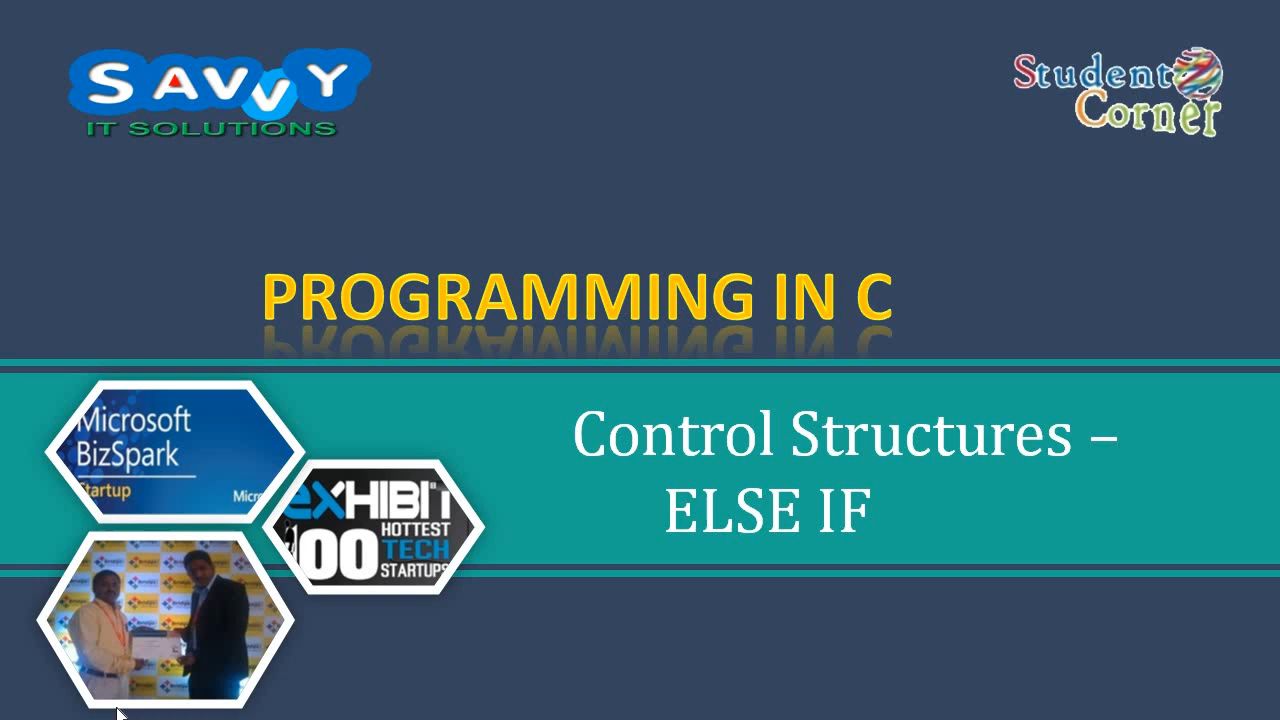 SAVVY
IT SOLUTIONS
Student
Corner
PROGRAMMING IN C
Control Structures –
ELSE IF
Microsoft
BizSpark
Startup
Micro
EXHIBIT
100
HOTTEST
TECH
STARTUPS